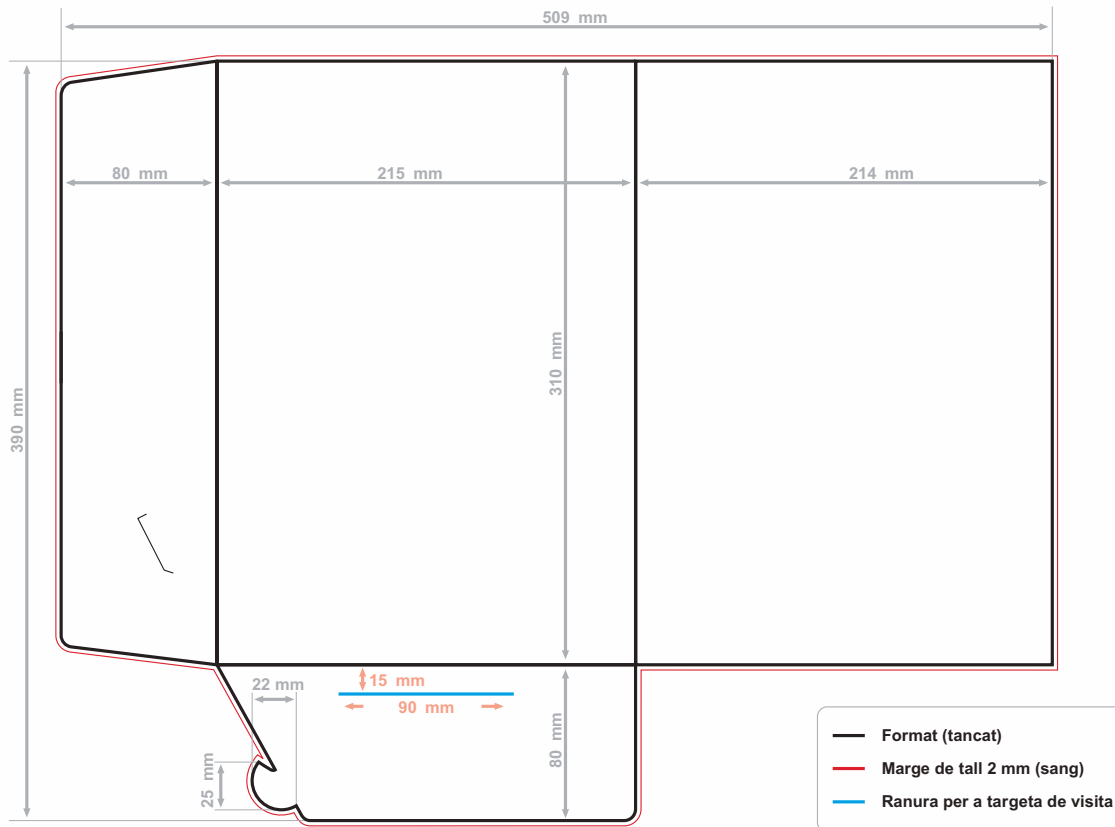 509 mm
80 mm
215 mm
214 mm
310 mm
390 mm
15 mm
22 mm
90 mm
80 mm
25 mm
Format (tancat)
Marge de tall 2 mm (sang)
Ranura per a targeta de visita